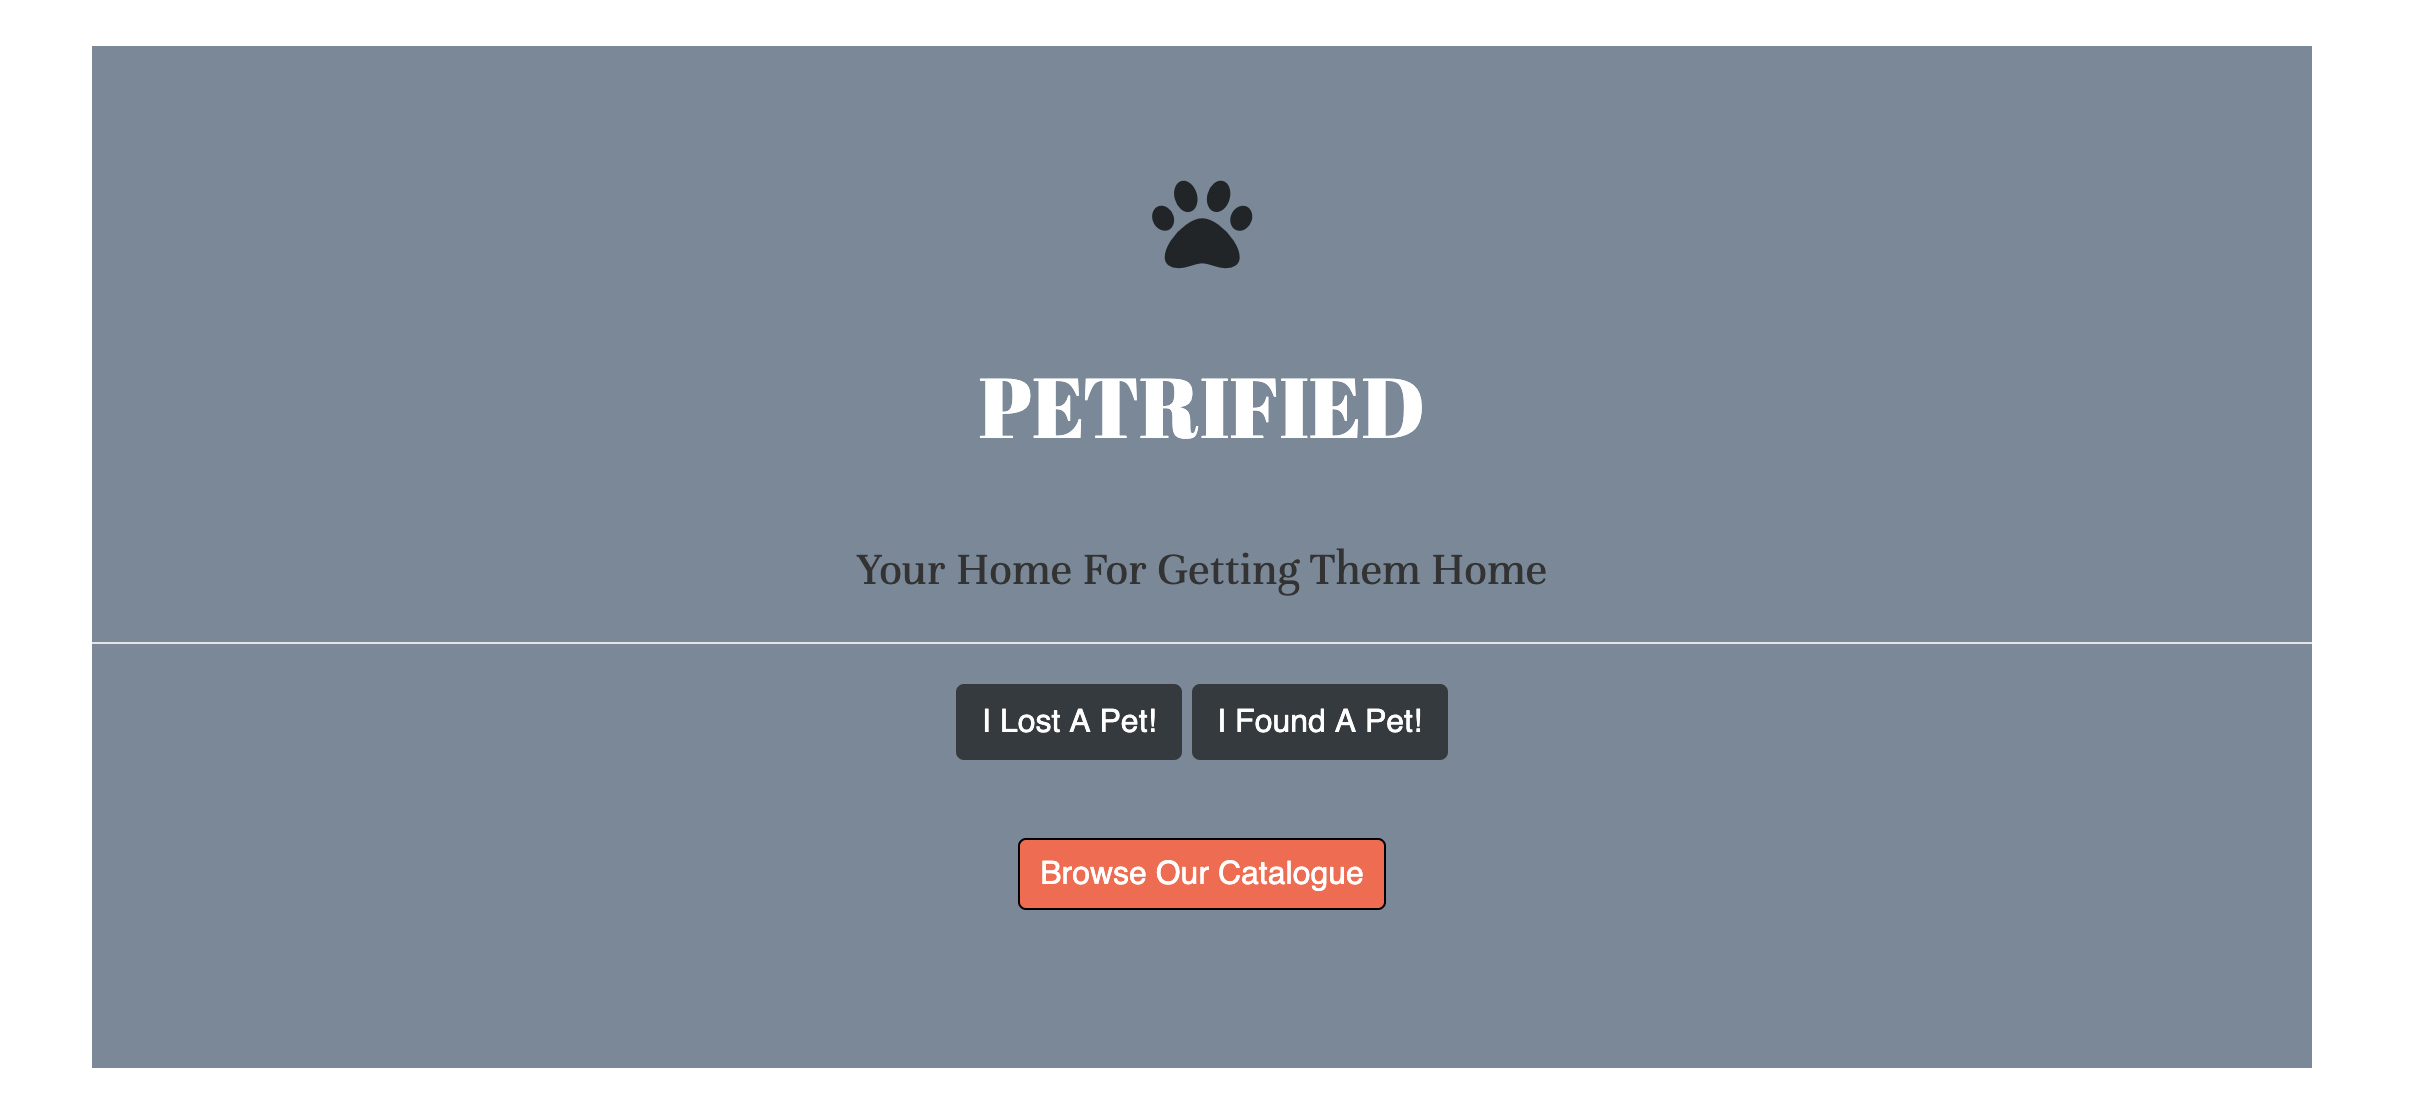 PETRIFIED
Your Home For Getting Them Home
I Lost A Pet! I Found A Pet!
Browse Our Catalogue